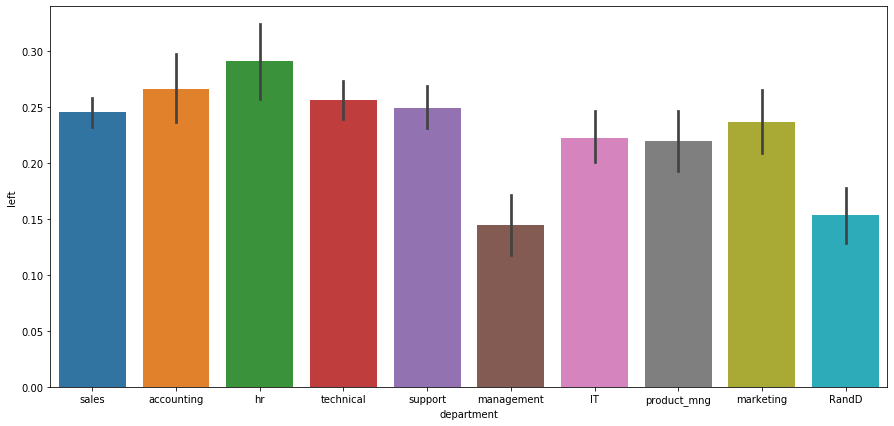 0.30
0.25
0.20
0.15
0.10
0.05
0.00
left
sales accounting hr technical support management IT product_mng marketing RandD
department